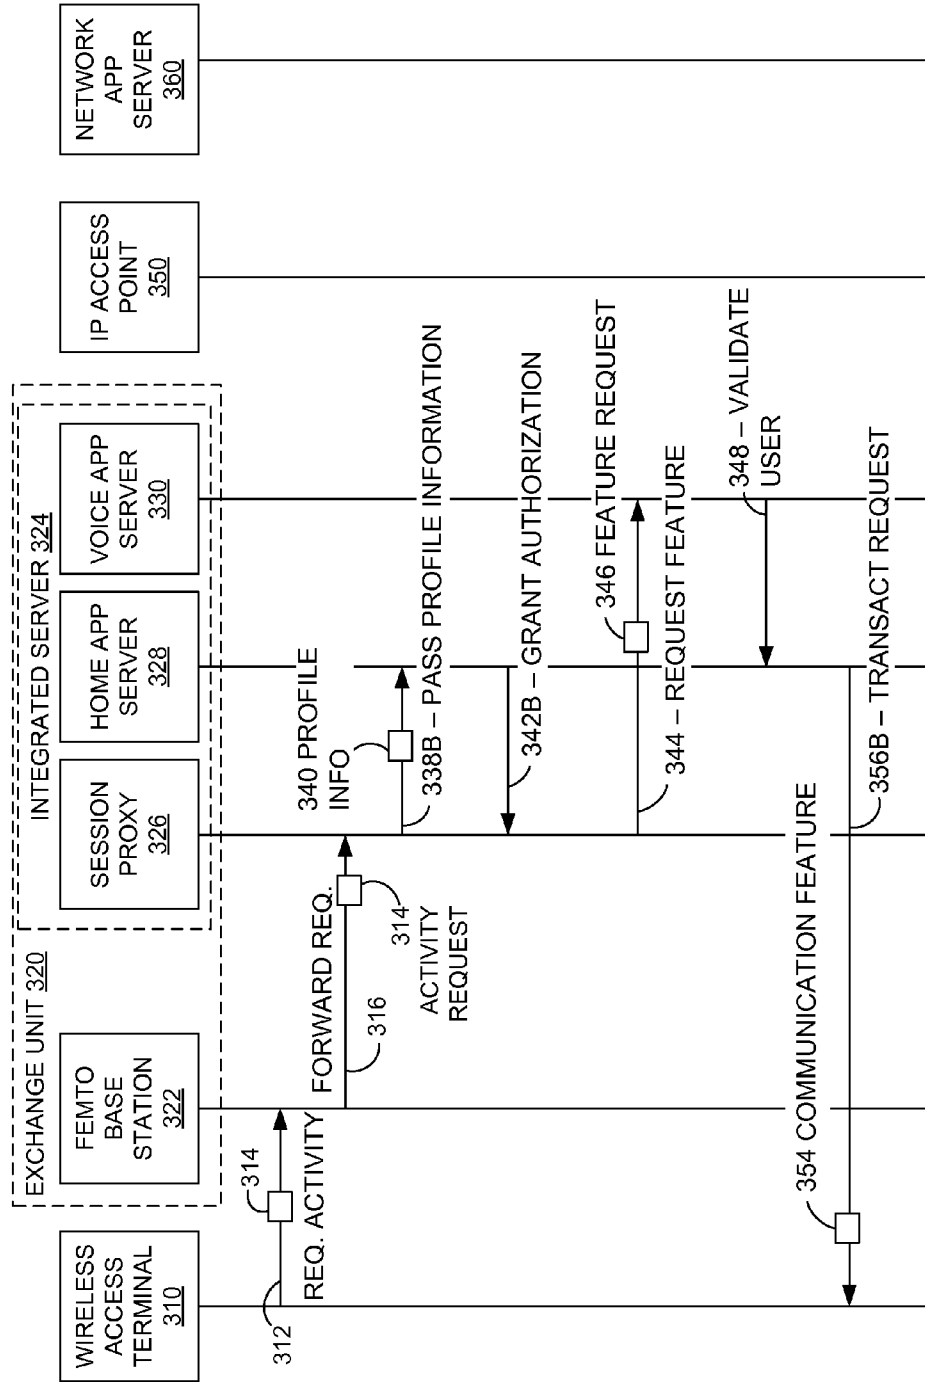 WIRELESS
ACCESS
TERMINAL
310
EXCHANGE UNIT 320
FEMTO
BASE
STATION
322
INTEGRATED SERVER 324
SESSION
PROXY
326
HOME APP
SERVER
328
VOICE APP
SERVER
330
IP ACCESS
POINT
350
NETWORK
APP
SERVER
360
312
314
REQ. ACTIVITY
FORWARD REQ.
316
314
ACTIVITY
REQUEST
340 PROFILE
INFO
338B – PASS PROFILE INFORMATION
342B – GRANT AUTHORIZATION
346 FEATURE REQUEST
344 – REQUEST FEATURE
348 – VALIDATE
USER
354 COMMUNICATION FEATURE
356B – TRANSACT REQUEST